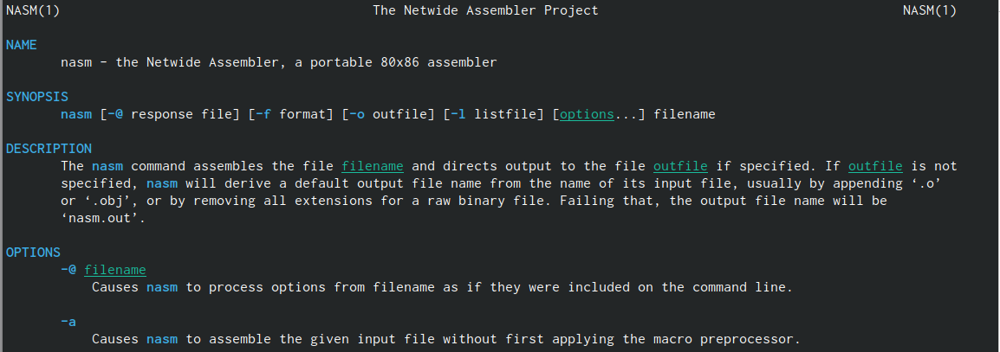 NASM(1) The Netwide Assembler Project NASM(1)
NAME
nasm - the Netwide Assembler, a portable 80x86 assembler
SYNOPSIS
nasm [-@ response file] [-f format] [-o outfile] [-l listfile] [options...] filename
DESCRIPTION
The nasm command assembles the file filename and directs output to the file outfile if specified. If outfile is not
specified, nasm will derive a default output file name from the name of its input file, usually by appending ‘.o’
or ‘.obj’, or by removing all extensions for a raw binary file. Failing that, the output file name will be
‘nasm.out’.
OPTIONS
-@ filename
Causes nasm to process options from filename as if they were included on the command line.
-a
Causes nasm to assemble the given input file without first applying the macro preprocessor.